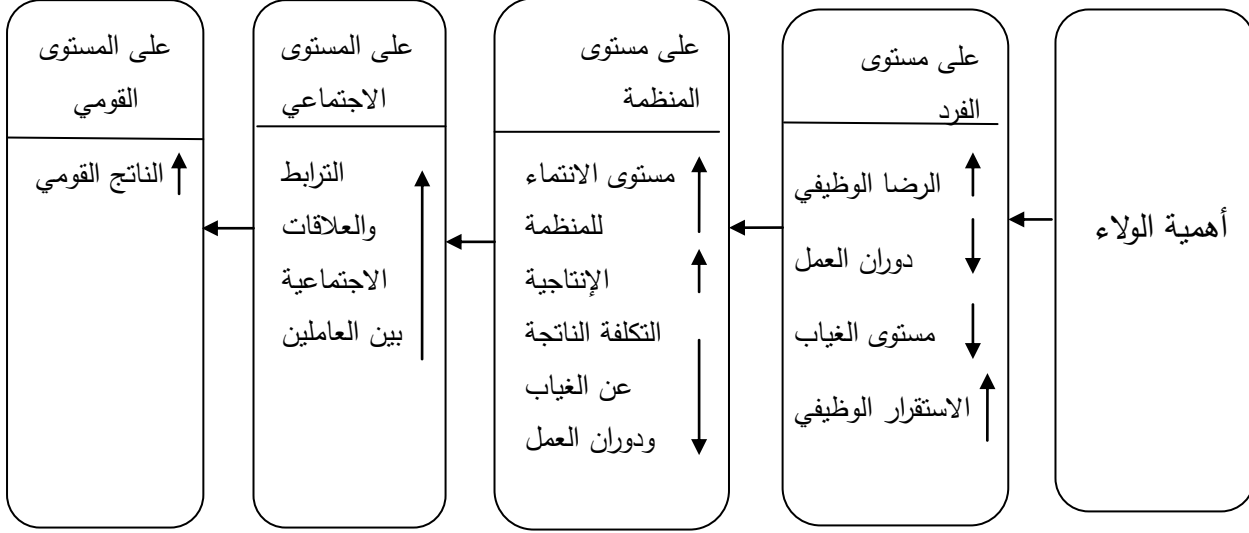 أهمية الولاء
على مستوى
الفرد
الرضا الوظيفي
دوران العمل
مستوى الغياب
الاستقرار الوظيفي
على مستوى
المنظمة
مستوى الانتماء
للمنظمة
الإنتاجية
التكلفة الناتجة
عن الغياب
ودوران العمل
على المستوى
الاجتماعي
الترابط
والعلاقات
الاجتماعية
بين العاملين
على المستوى
القومي
الناتج القومي